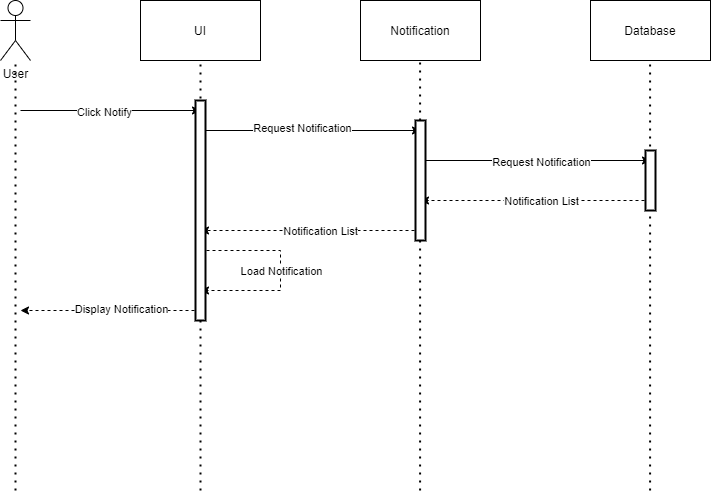 UI
Notification
Database
User
Click Notify
Request Notification
Request Notification
Notification List
Notification List
Load Notification
Display Notification